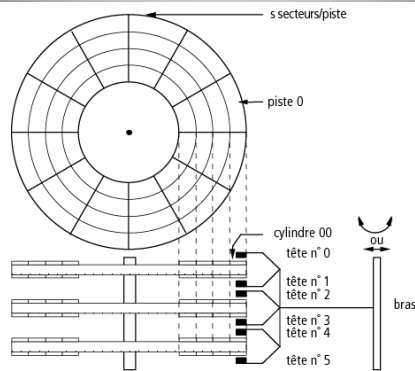 s secteurs/piste
piste 0
cylindre 00
tête n° 0
ou
tête n° 1
tête n° 2
bras
tête n° 3
tête n° 4
tête n° 5